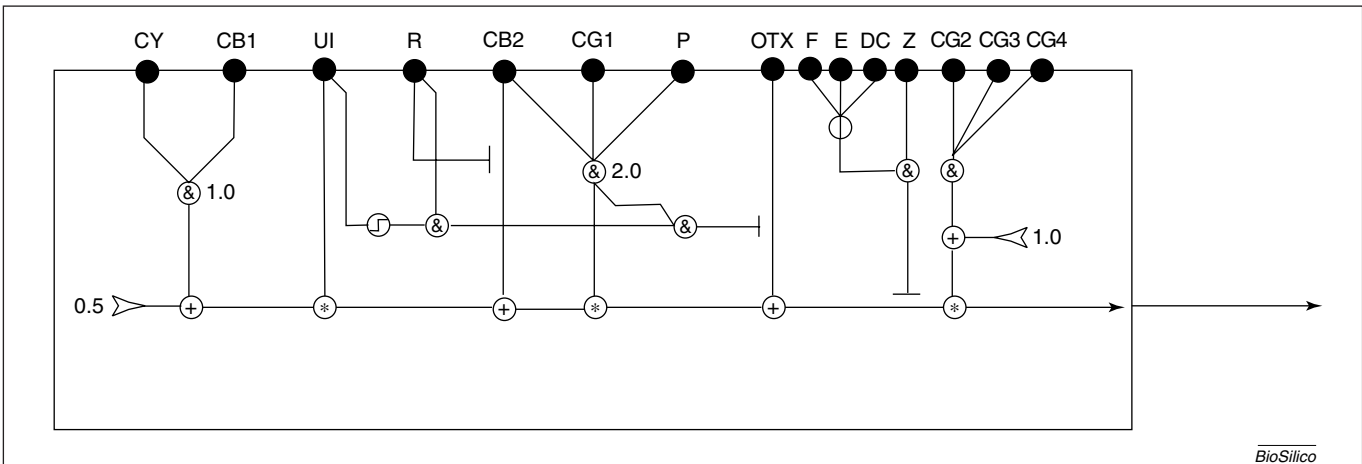 CY CB1 UI R CB2 CG1 P OTX F E DC Z CG2 CG3 CG4
& 2.0 & &
& 1.0
& &
+ 1.0
0.5 + * + * + *
BioSilico